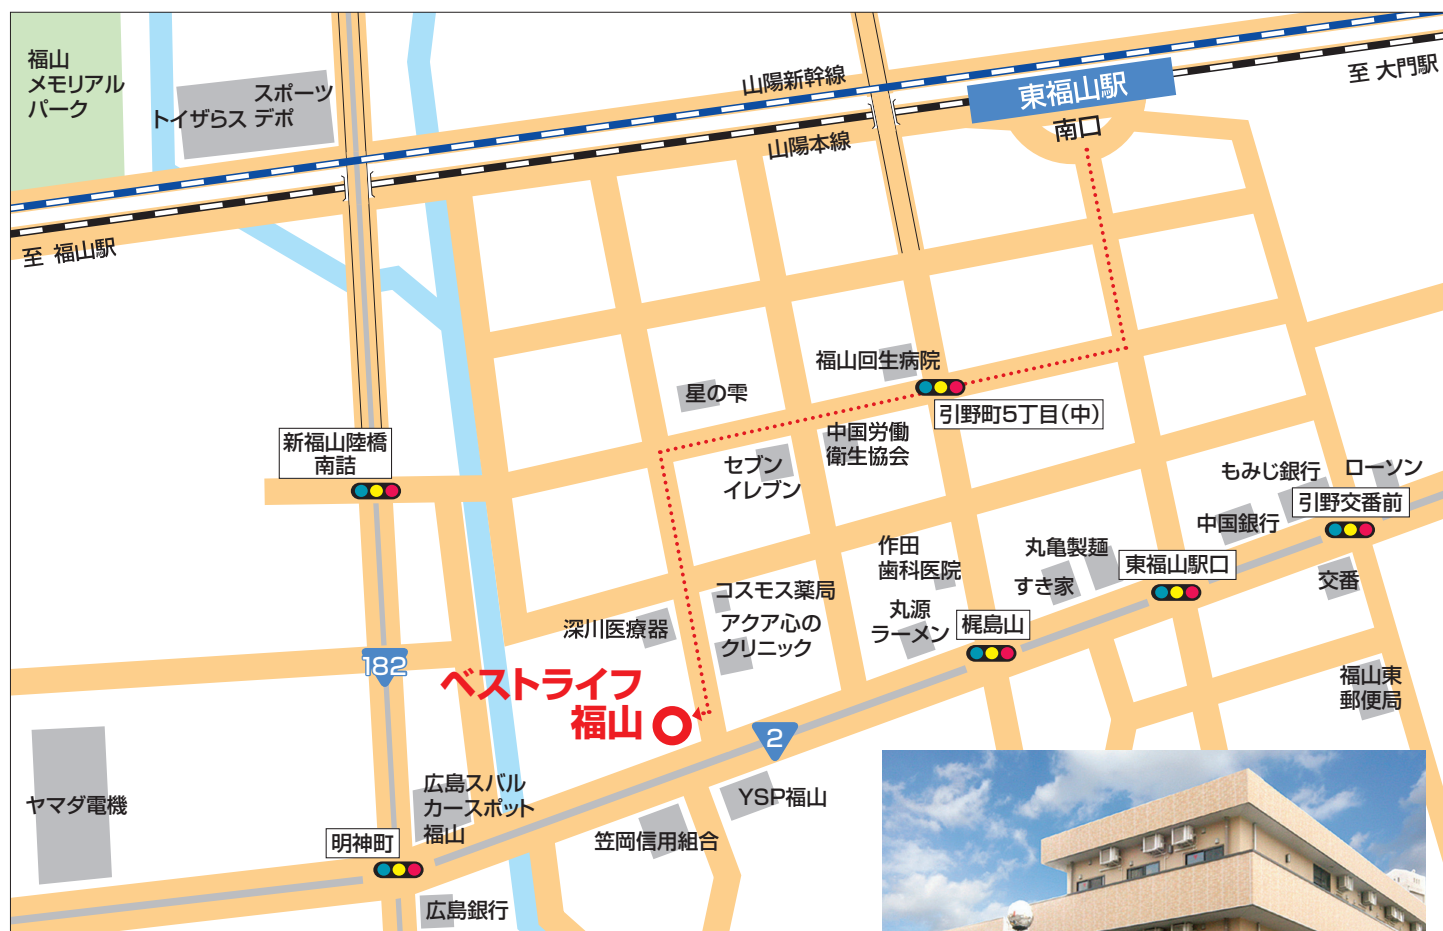 福山
メモリアル
パーク
スポーツ
デポ
トイザらス
山陽新幹線
山陽本線
東福山駅
南口
至 大門駅
至 福山駅
福山回生病院
星の雫
引野町5丁目(中)
新福山陸橋
南詰
中国労働
衛生協会
セブン
イレブン
もみじ銀行
ローソン
引野交番前
中国銀行
作田
歯科医院
丸亀製麺
すき家
東福山駅口
交番
コスモス薬局
アクア心の
クリニック
深川医療器
丸源
ラーメン
梶島山
182
ベストライフ
福山
福山東
郵便局
2
ヤマダ電機
広島スバル
カースポット
福山
YSP福山
笠岡信用組合
明神町
広島銀行